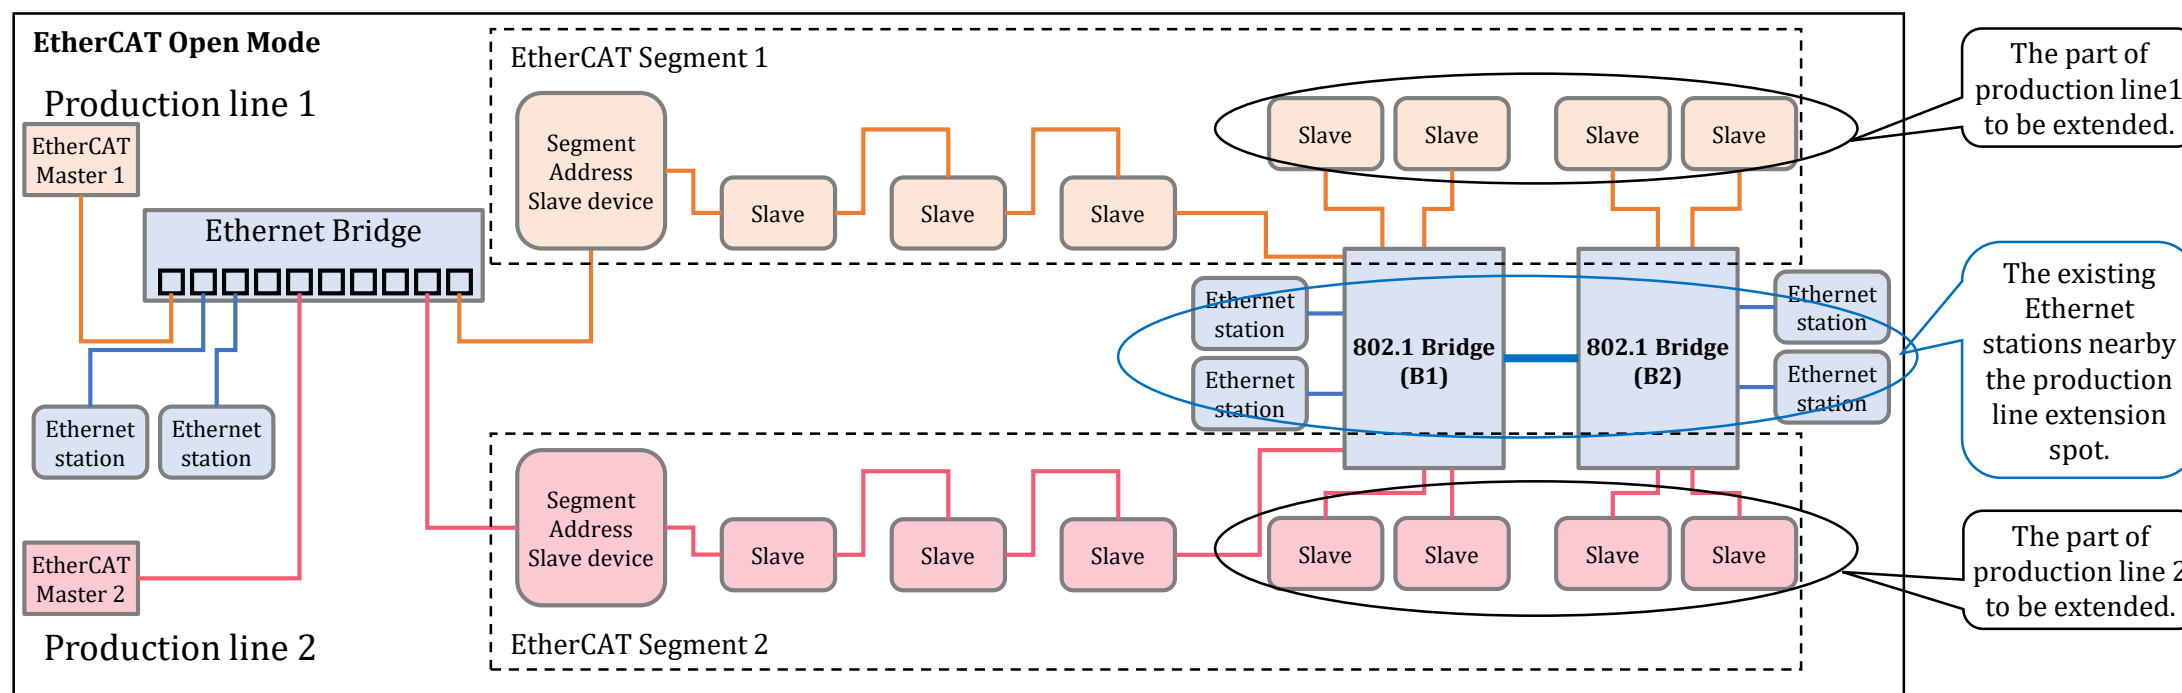 EtherCAT Open Mode
Production line 1
EtherCAT
Master 1
Ethernet Bridge
Ethernet
station
Ethernet
station
EtherCAT
Master 2
Production line 2
EtherCAT Segment 1
Segment
Address
Slave device
Slave
Slave
Slave
Slave
Slave
Slave
Slave
The part of
production line1
to be extended.
Ethernet
station
Ethernet
station
802.1 Bridge
(B1)
802.1 Bridge
(B2)
Ethernet
station
Ethernet
station
The existing
Ethernet
stations nearby
the production
line extension
spot.
Segment
Address
Slave device
Slave
Slave
Slave
Slave
Slave
Slave
Slave
EtherCAT Segment 2
The part of
production line 2
to be extended.